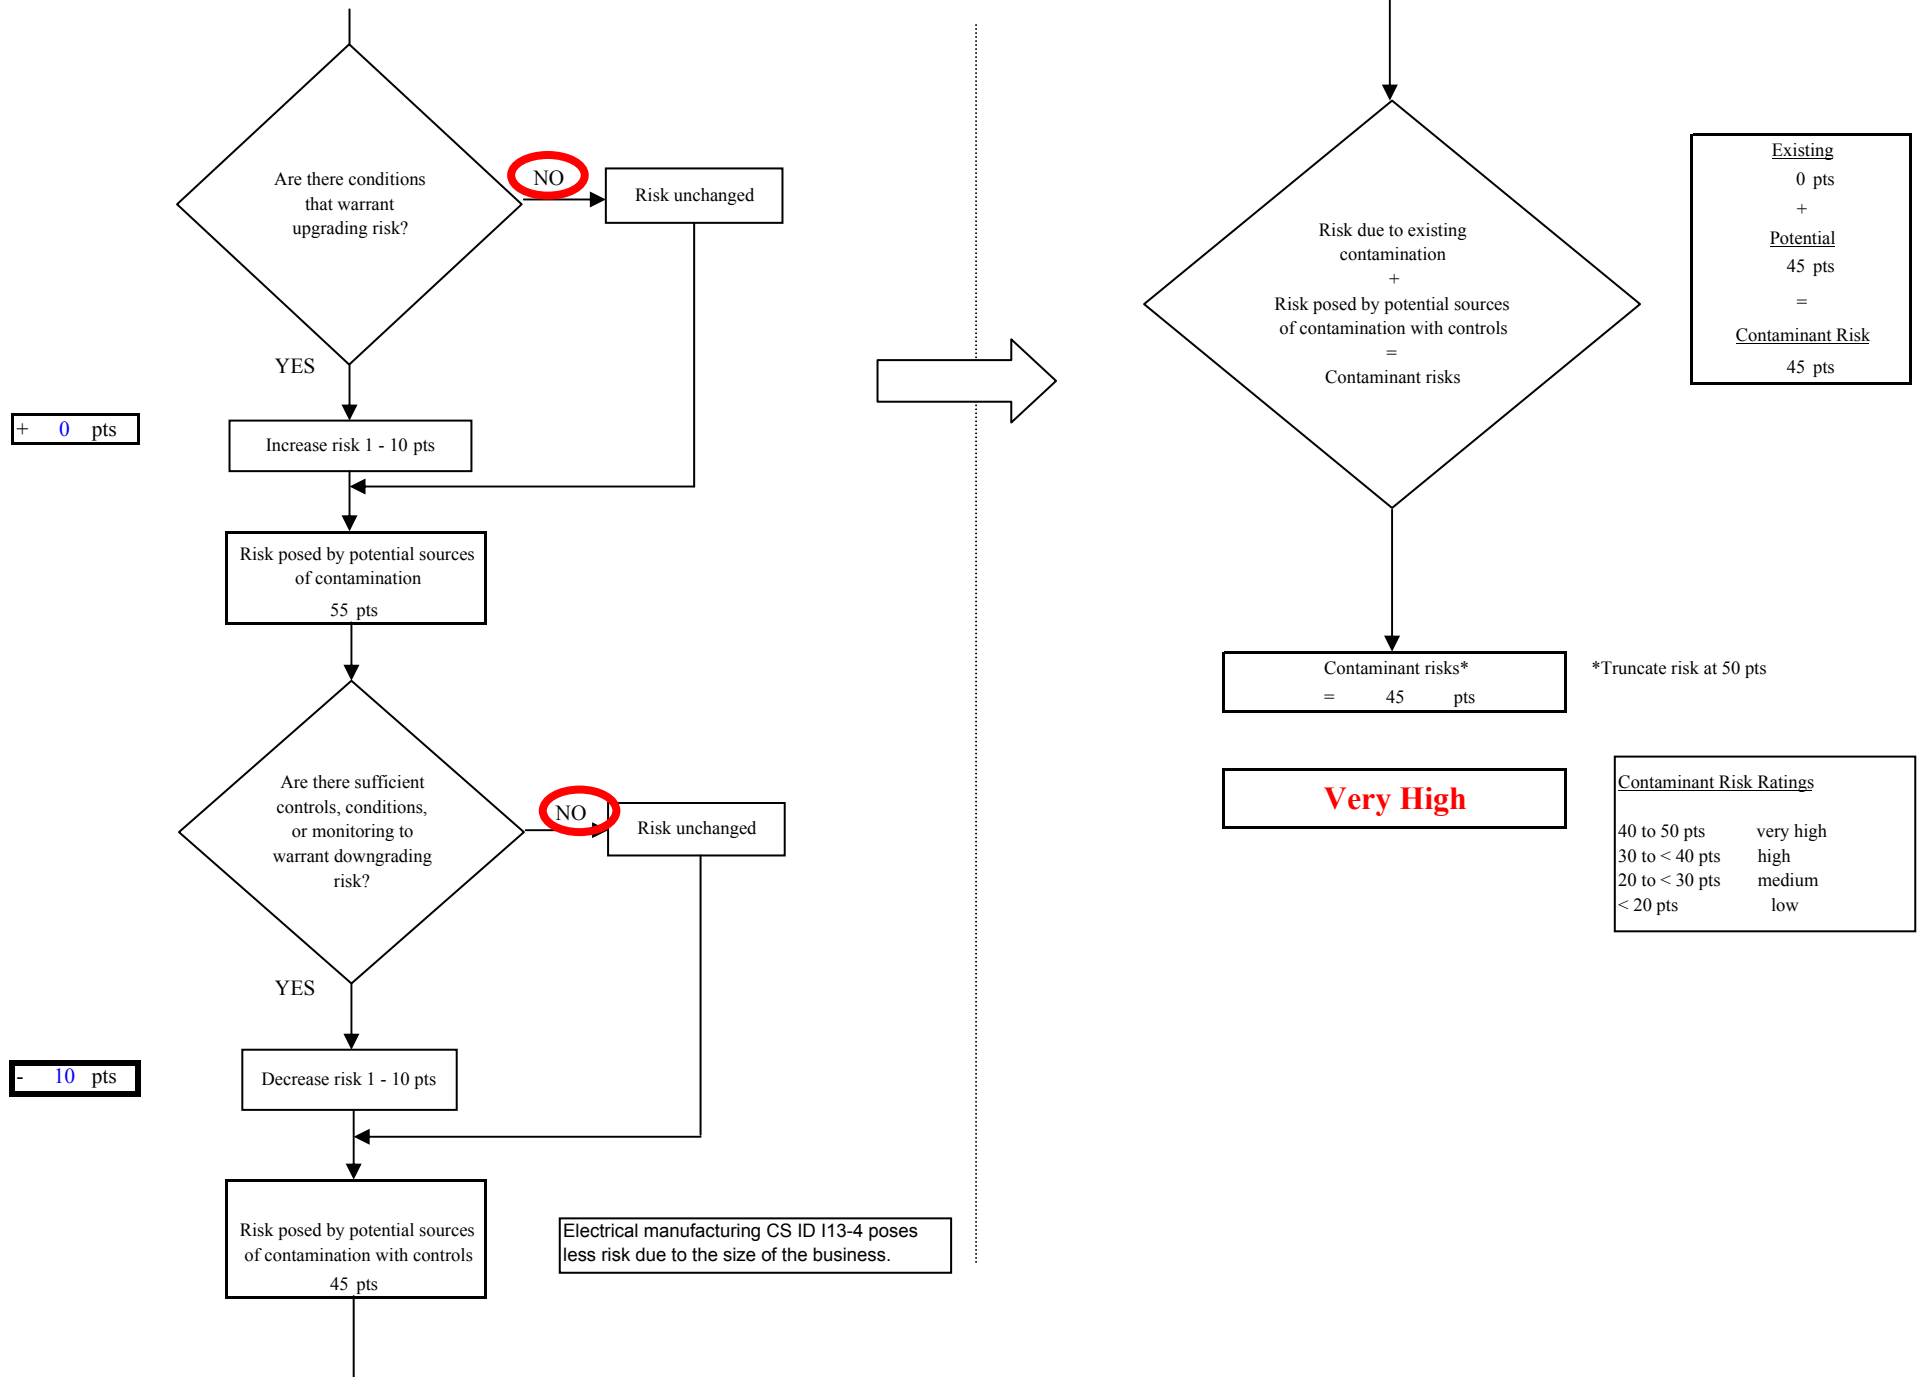 Are there conditions
that warrant
upgrading risk?
NO
Risk unchanged
YES
+ 0 pts
Increase risk 1 - 10 pts
Risk posed by potential sources
of contamination
55 pts
Are there sufficient
controls, conditions,
or monitoring to
warrant downgrading
risk?
NO
Risk unchanged
YES
- 10 pts
Decrease risk 1 - 10 pts
Risk posed by potential sources
of contamination with controls
45 pts
Electrical manufacturing CS ID I13-4 poses
less risk due to the size of the business.
Risk due to existing
contamination
+
Risk posed by potential sources
of contamination with controls
=
Contaminant risks
Existing
0 pts
+
Potential
45 pts
=
Contaminant Risk
45 pts
Contaminant risks*
= 45 pts
*Truncate risk at 50 pts
Very High
Contaminant Risk Ratings
40 to 50 pts very high
30 to < 40 pts high
20 to < 30 pts medium
< 20 pts low